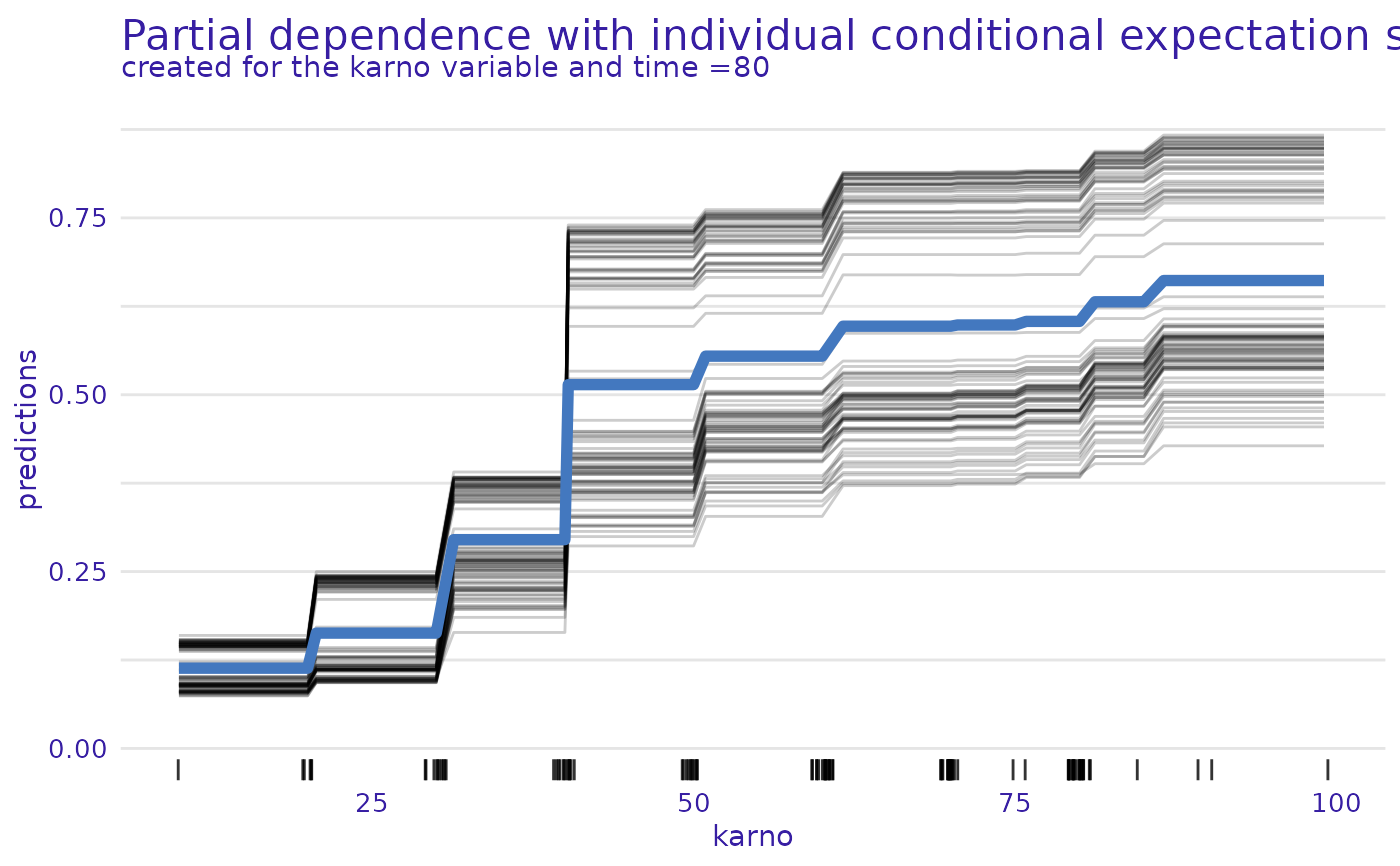 Partial dependence with individual conditional expectation s
created for the karno variable and time =80
0.75
0.50
0.25
0.00
predictions
25 50 75 100
karno